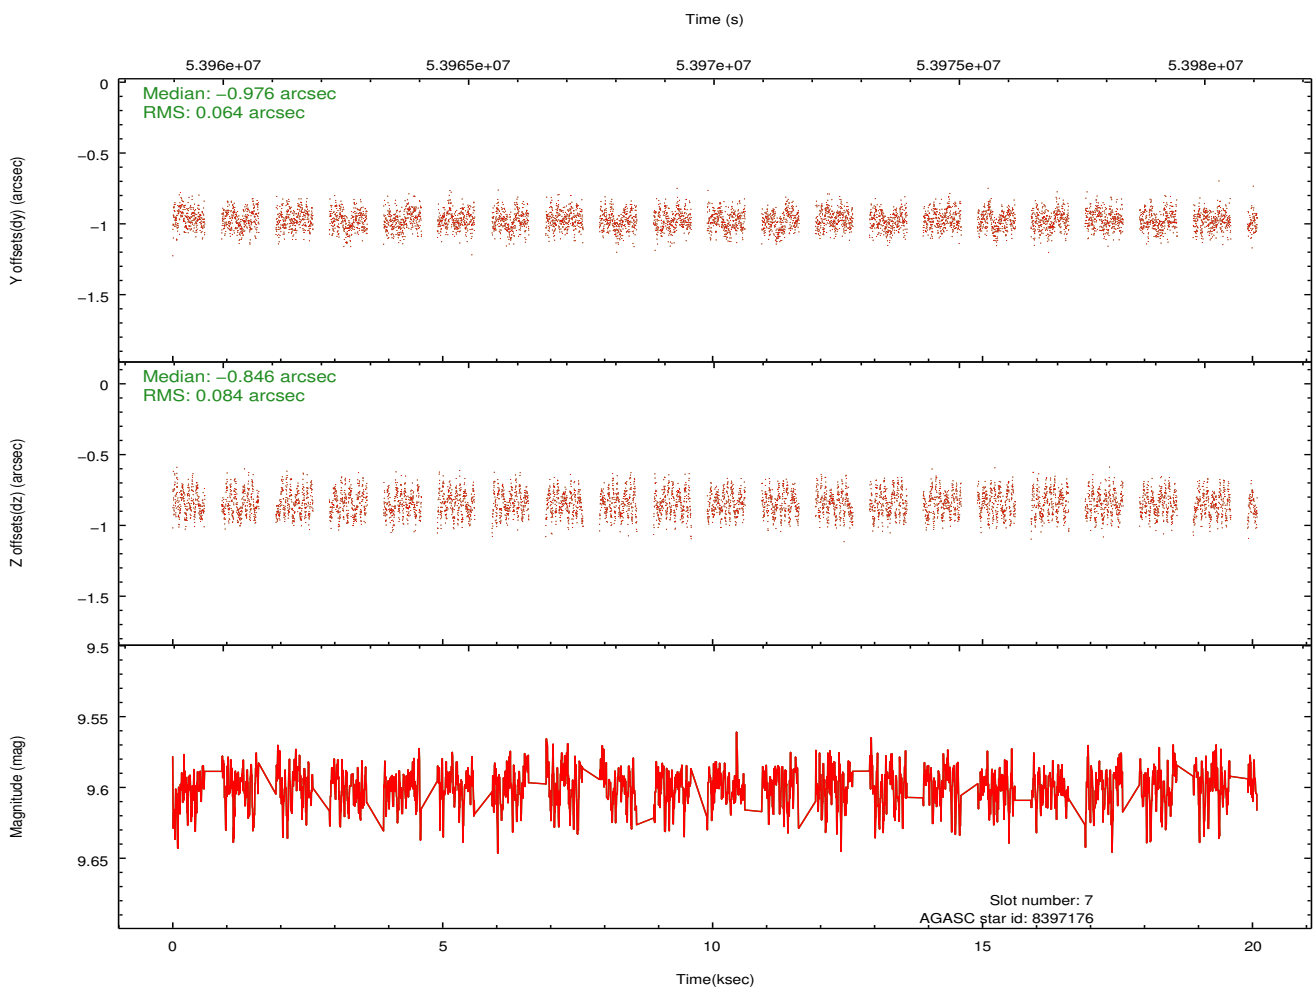 Time (s)
5.396e+07 5.3965e+07 5.397e+07 5.3975e+07 5.398e+07
Median: −0.976 arcsec
RMS: 0.064 arcsec
0
−0.5
−1
−1.5
Y offsets(dy) (arcsec)
Median: −0.846 arcsec
RMS: 0.084 arcsec
0
−0.5
−1
−1.5
Z offsets(dz) (arcsec)
9.5
9.55
9.6
9.65
Magnitude (mag)
Slot number: 7
AGASC star id: 8397176
0 5 10 15 20
Time(ksec)